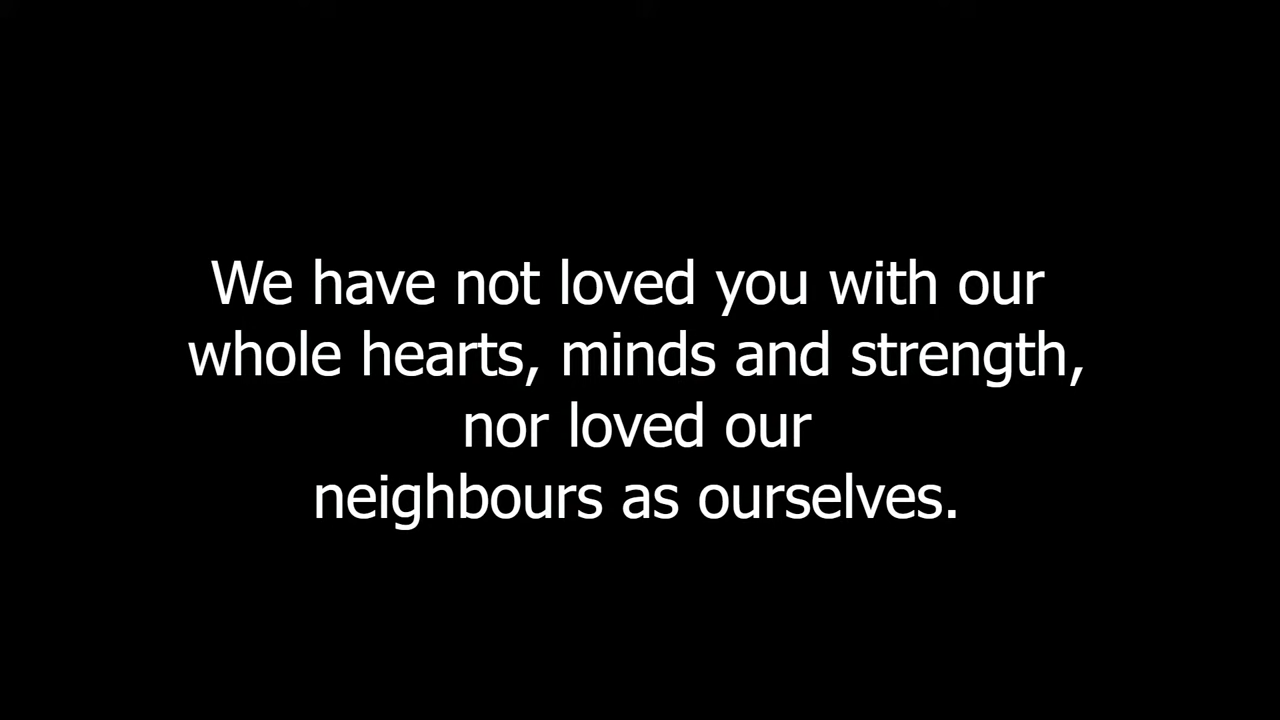 We have not loved you with our
whole hearts, minds and strength,
nor loved our
neighbours as ourselves.